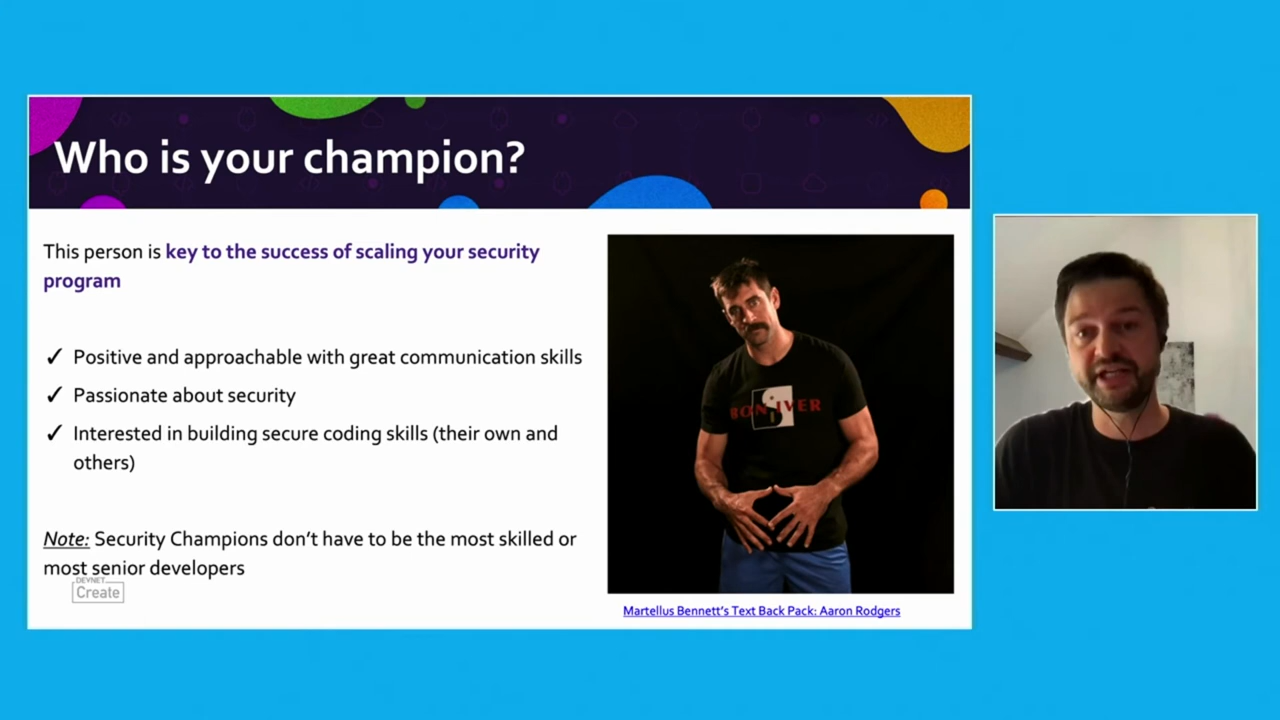 Who is your champion?
This person is key to the success of scaling your security
program
✓ Positive and approachable with great communication skills
✓ Passionate about security
✓ Interested in building secure coding skills (their own and
others)
Note: Security Champions don't have to be the most skilled or
most senior developers
DEVNET
Create
BON IVER
Martellus Bennett's Text Back Pack: Aaron Rodgers